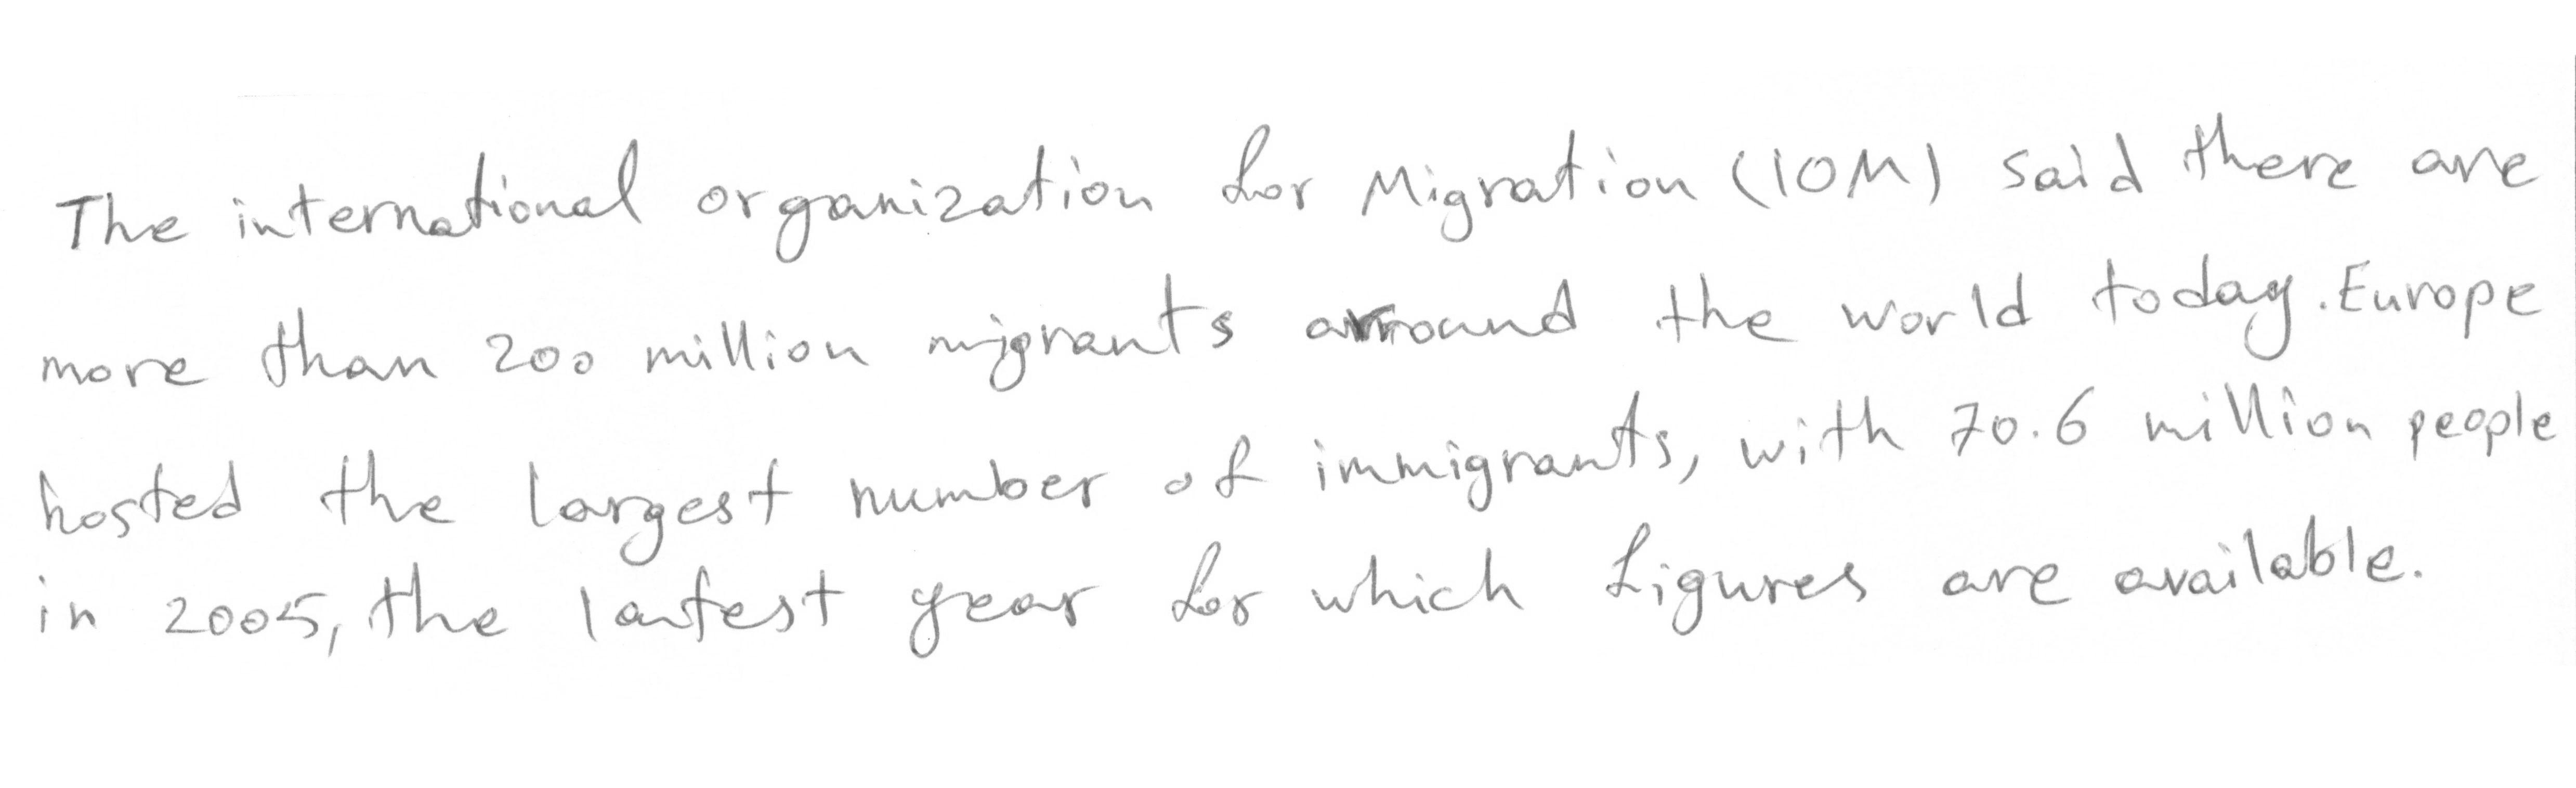 The international organization for Migration (IOM) said there are
more than 200 million migrants around the world today. Europe
hosted the largest number of immigrants, with 70.6 million people
in 2005, the latest year for which figures are available.